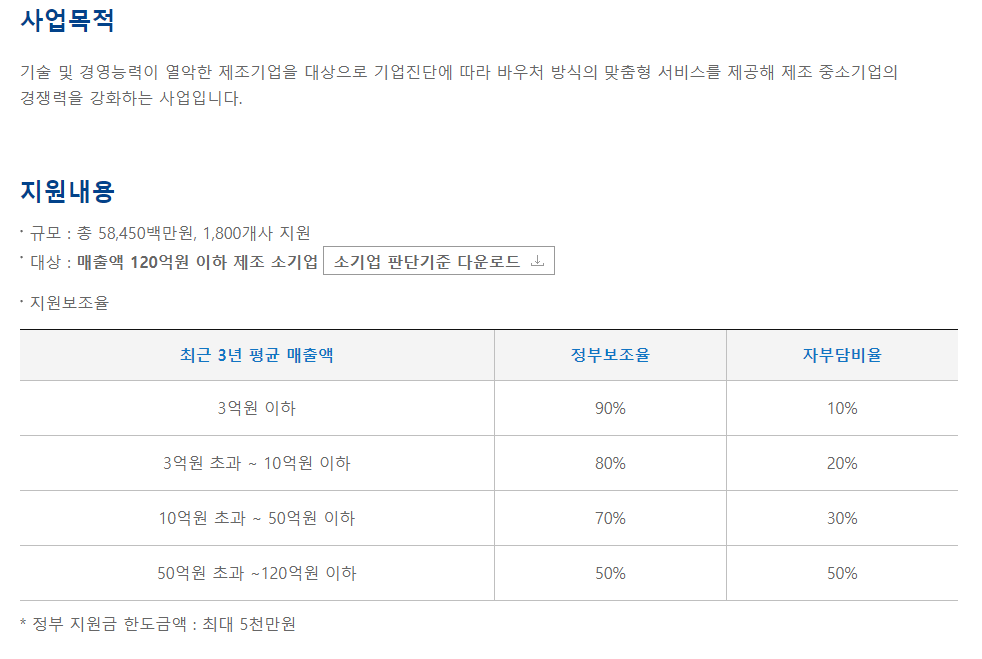 사업목적
기술 및 경영능력이 열악한 제조기업을 대상으로 기업진단에 따라 바우처 방식의 맞춤형 서비스를 제공해 제조 중소기업의
경쟁력을 강화하는 사업입니다.
지원내용
· 규모 : 총 58,450백만원, 1,800개사 지원
· 대상 : 매출액 120억원 이하 제조 소기업 소기업 판단기준 다운로드
· 지원보조율
최근 3년 평균 매출액 정부보조율 자부담비율
3억원 이하 90% 10%
3억원 초과 ~ 10억원 이하 80% 20%
10억원 초과 ~ 50억원 이하 70% 30%
50억원 초과 ~120억원 이하 50% 50%
* 정부 지원금 한도금액 : 최대 5천만원